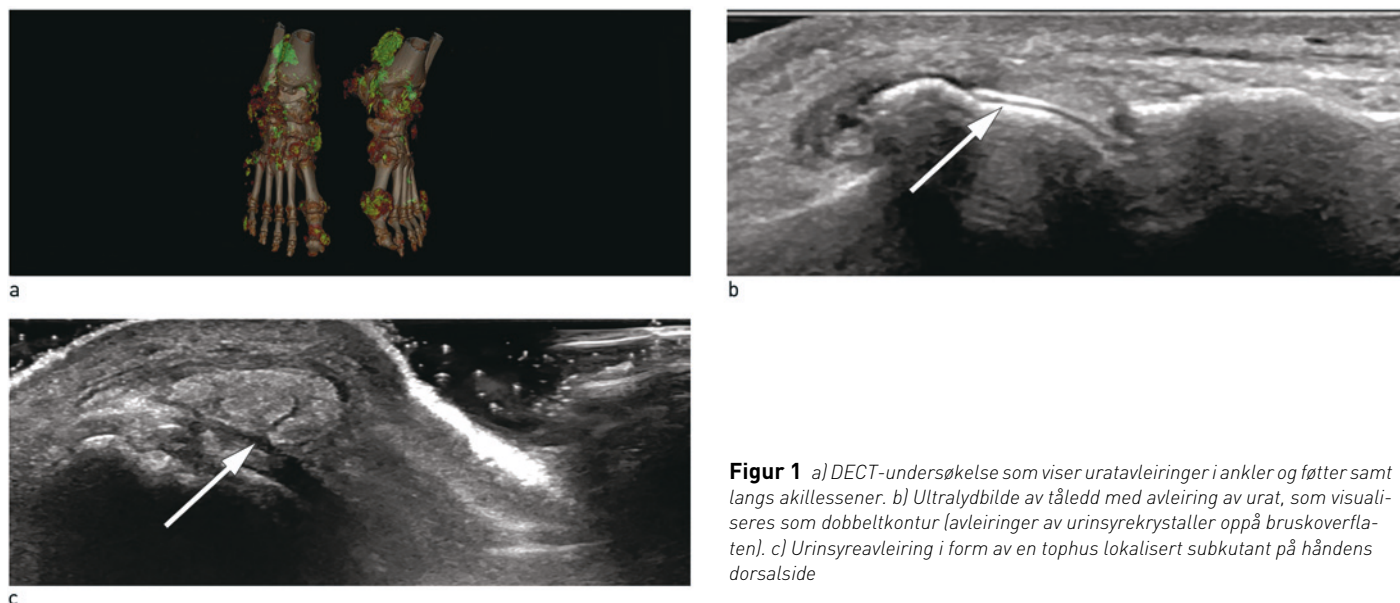 a
b
c
Figur 1 a) DECT-undersøkelse som viser uratavleiringer i ankler og føtter samt
langs akillessener. b) Ultralydbilde av tåledd med avleiring av urat, som visuali-
seres som dobbeltkontur (avleiringer av urinsyrekrystaller oppå bruskoverfla-
ten). c) Urinsyreavleiring i form av en tophus lokalisert subkutant på håndens
dorsalside